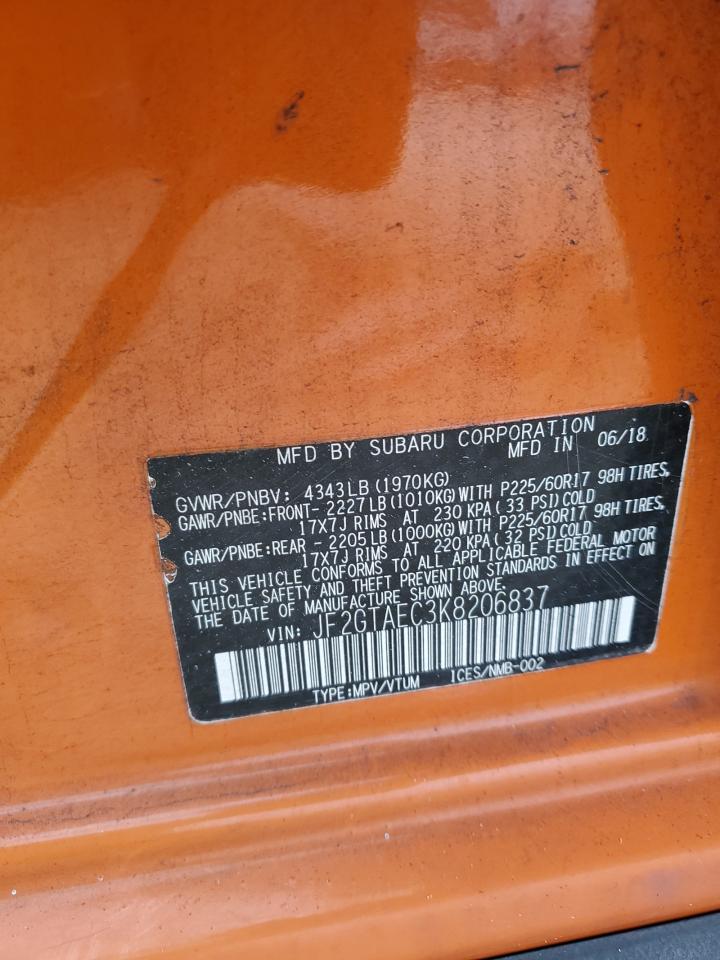 MFD BY SUBARU CORPORATION
MFD IN 06/18
GVWR/PNBV: 4343LB (1970KG)
GAWR/PNBE:FRONT- 2227LB (1010KG) WITH P225/60R17 98H TIRES,
17X7J RIMS AT 230 KPA ( 33 PSI) COLD
GAWR/PNBE:REAR - 2205LB (1000KG) WITH P225/60R17 98H TIRES,
17X7J RIMS AT 220 KPA ( 32 PSI) COLD
THIS VEHICLE CONFORMS TO ALL APPLICABLE FEDERAL MOTOR
VEHICLE SAFETY AND THEFT PREVENTION STANDARDS IN EFFECT ON
THE DATE OF MANUFACTURE SHOWN ABOVE.
VIN: JF2GTAEC3K8206837
TYPE:MPV/VTUM ICES/NMB-002